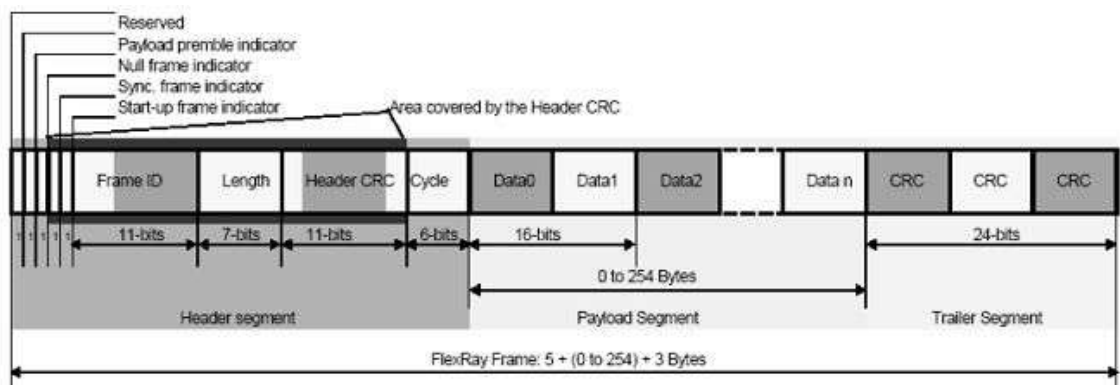 Reserved
Payload premble indicator
Null frame indicator
Sync. frame indicator
Start-up frame indicator
Area covered by the Header CRC
Frame ID Length Header CRC Cycle Data0 Data1 Data2 Data n CRC CRC CRC
1 1 1 1 1 11-bits 7-bits 11-bits 6-bits 16-bits 24-bits
0 to 254 Bytes
Header segment Payload Segment Trailer Segment
FlexRay Frame: 5 + (0 to 254) + 3 Bytes